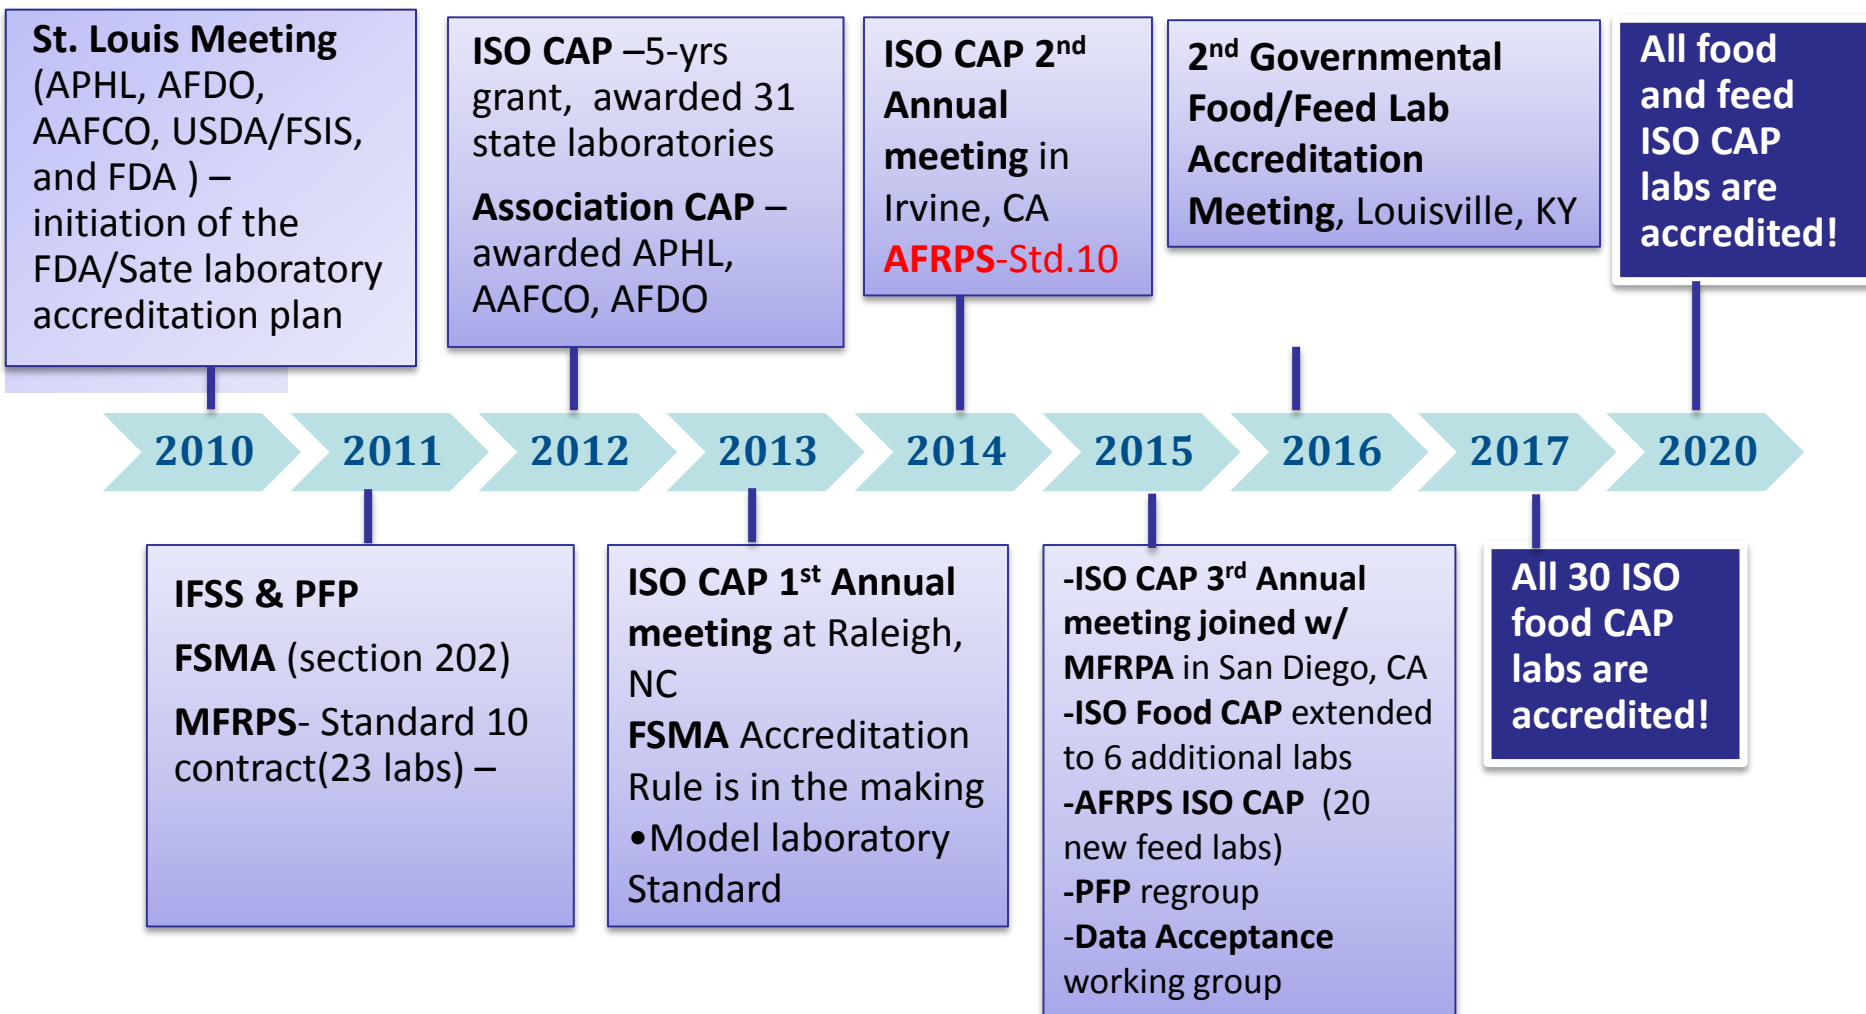 St. Louis Meeting
(APHL, AFDO,
AAFCO, USDA/FSIS,
and FDA ) –
initiation of the
FDA/Sate laboratory
accreditation plan
ISO CAP –5-yrs
grant, awarded 31
state laboratories
Association CAP –
awarded APHL,
AAFCO, AFDO
ISO CAP 2nd
Annual
meeting in
Irvine, CA
AFRPS-Std.10
2nd Governmental
Food/Feed Lab
Accreditation
Meeting, Louisville, KY
All food
and feed
ISO CAP
labs are
accredited!
2010 2011 2012 2013 2014 2015 2016 2017 2020
IFSS & PFP
FSMA (section 202)
MFRPS- Standard 10
contract(23 labs) –
ISO CAP 1st Annual
meeting at Raleigh,
NC
FSMA Accreditation
Rule is in the making
•Model laboratory
Standard
-ISO CAP 3rd Annual
meeting joined w/
MFRPA in San Diego, CA
-ISO Food CAP extended
to 6 additional labs
-AFRPS ISO CAP (20
new feed labs)
-PFP regroup
-Data Acceptance
working group
All 30 ISO
food CAP
labs are
accredited!